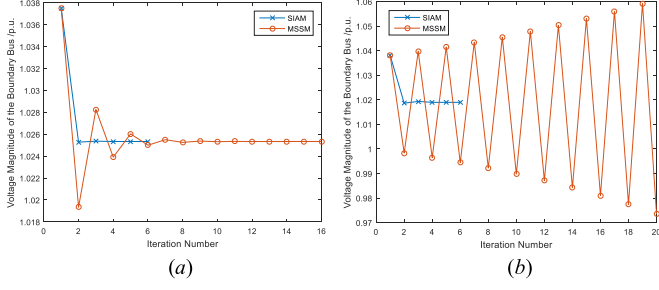 Voltage Magnitude of the Boundary Bus /p.u.
1.038
1.036
1.034
1.032
1.03
1.028
1.026
1.024
1.022
1.02
1.018
0 2 4 6 8 10 12 14 16
Iteration Number
SIAM
MSSM
(a)
Voltage Magnitude of the Boundary Bus /p.u.
1.06
1.05
1.04
1.03
1.02
1.01
1
0.99
0.98
0.97
0 2 4 6 8 10 12 14 16 18 20
Iteration Number
SIAM
MSSM
(b)